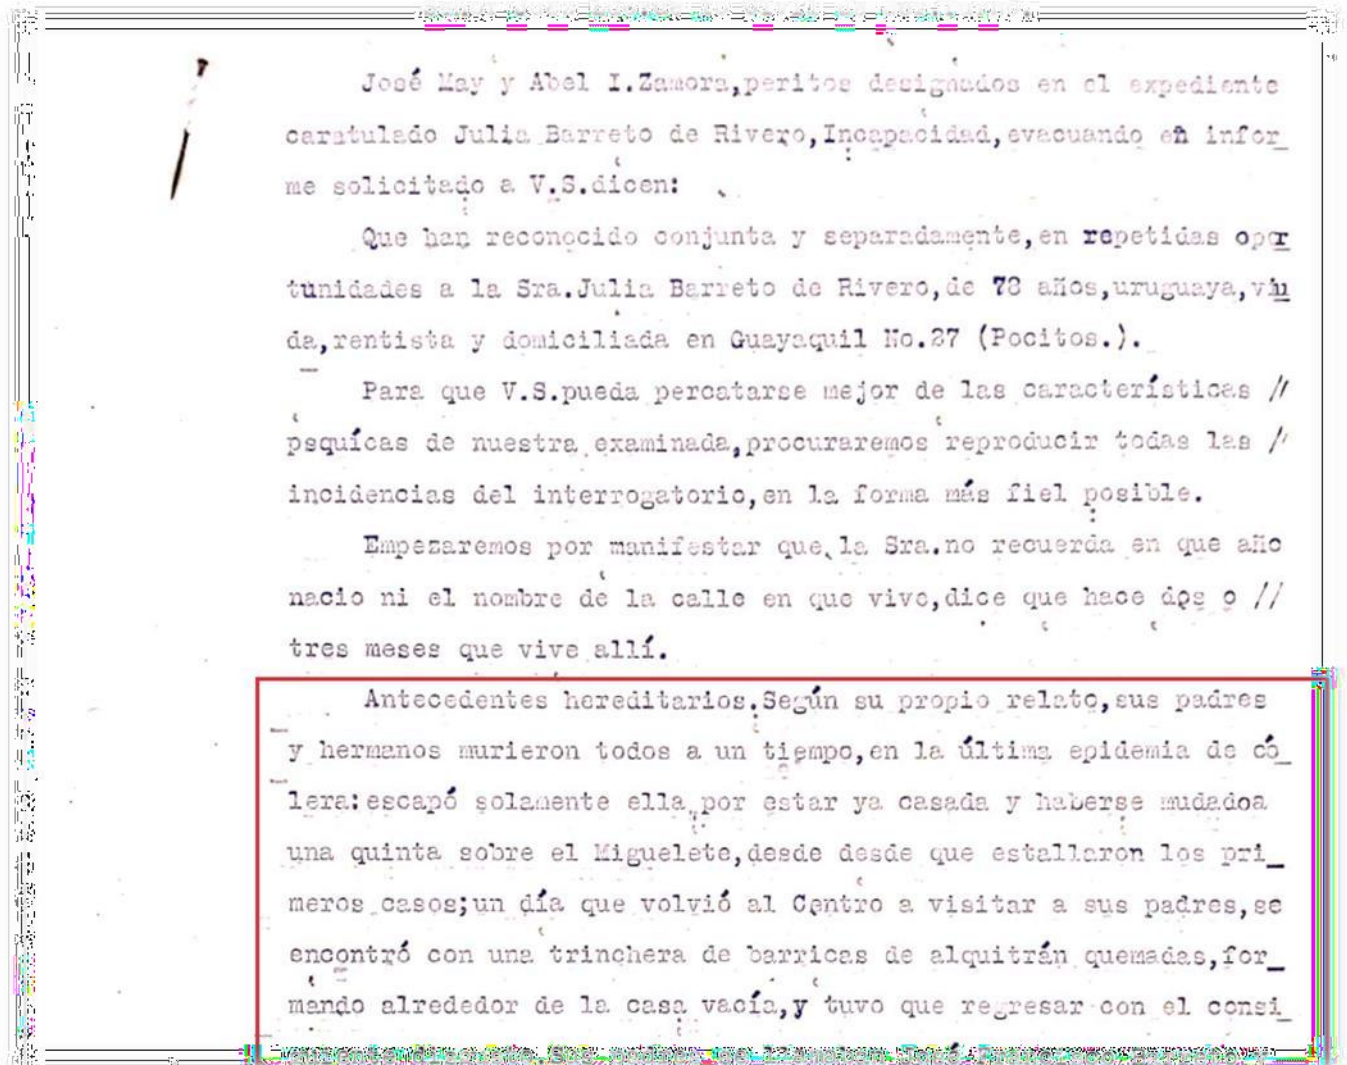 José May y Abel I.Zamora,peritos designados en el expediente
caratulado Julia Barreto de Rivero,Incapacidad,evacuando en infor_
me solicitado a V.S.dicen:
Que han reconocido conjunta y separadamente,en repetidas opor
tunidades a la Sra.Julia Barreto de Rivero,de 78 años,uruguaya,viu
da,rentista y domiciliada en Guayaquil No.27 (Pocitos.).
Para que V.S.pueda percatarse mejor de las características //
psquícas de nuestra examinada,procuraremos reproducir todas las //
incidencias del interrogatorio,en la forma más fiel posible.
Empezaremos por manifestar que la Sra.no recuerda en que año
nacio ni el nombre de la calle en que vive,dice que hace dos o //
tres meses que vive allí.
Antecedentes hereditarios.Según su propio relato,sus padres
y hermanos murieron todos a un tiempo,en la última epidemia de có_
lera:escapó solamente ella,por estar ya casada y haberse mudadoa
una quinta sobre el Miguelete,desde desde que estallaron los pri_
meros casos;un día que volvió al Centro a visitar a sus padres,se
encontró con una trinchera de barricas de alquitrán quemadas,for_
mando alrededor de la casa vacía,y tuvo que regresar con el consi_